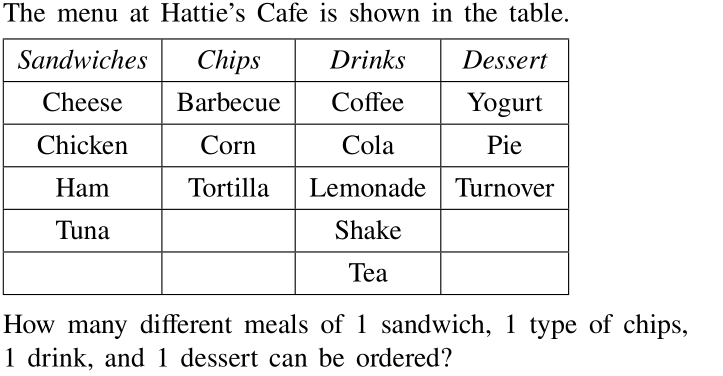 The menu at Hattie's Cafe is shown in the table.
Sandwiches Chips Drinks Dessert
Cheese Barbecue Coffee Yogurt
Chicken Corn Cola Pie
Ham Tortilla Lemonade Turnover
Tuna Shake
Tea
How many different meals of 1 sandwich, 1 type of chips,
1 drink, and 1 dessert can be ordered?